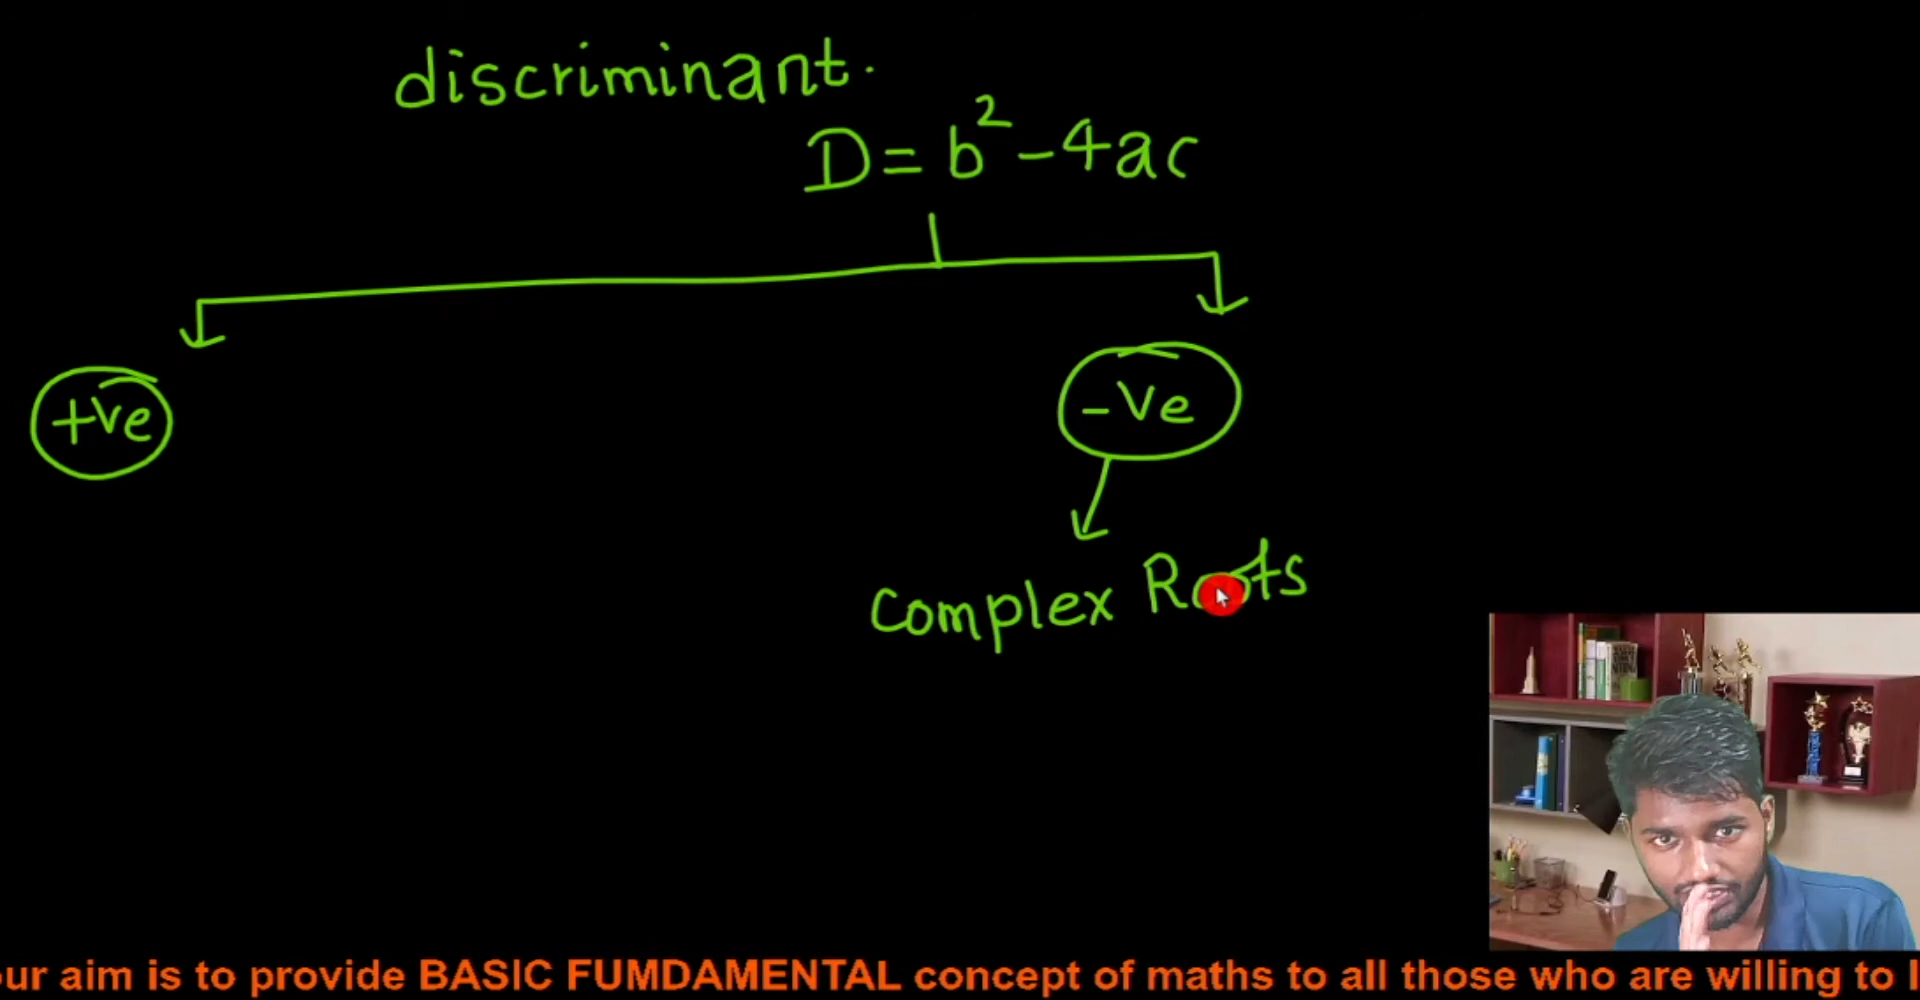 discriminant.
D = b² - 4ac
+ve
-ve
Complex Roots
our aim is to provide BASIC FUMDAMENTAL concept of maths to all those who are willing to l